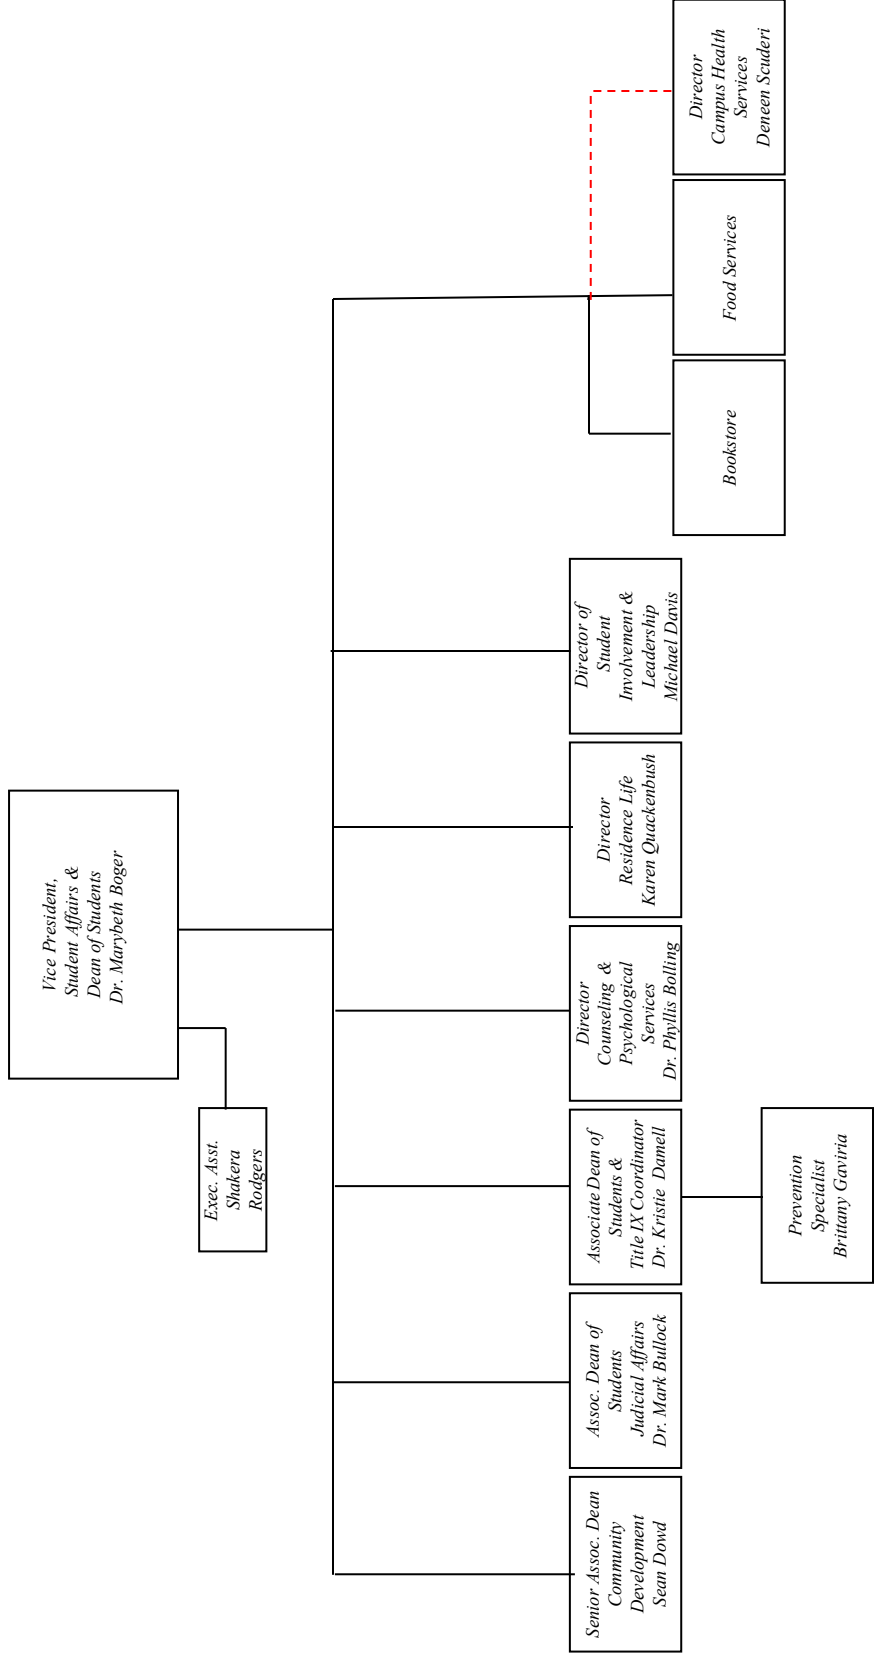 Vice President,
Student Affairs &
Dean of Students
Dr. Marybeth Boger
Exec. Asst.
Shakera
Rodgers
Senior Assoc. Dean
Community
Development
Sean Dowd
Assoc. Dean of
Students
Judicial Affairs
Dr. Mark Bullock
Associate Dean of
Students &
Title IX Coordinator
Dr. Kristie Damell
Director
Counseling &
Psychological
Services
Dr. Phyllis Bolling
Director
Residence Life
Karen Quackenbush
Director of
Student
Involvement &
Leadership
Michael Davis
Bookstore
Food Services
Director
Campus Health
Services
Deneen Scuderi
Prevention
Specialist
Brittany Gaviria